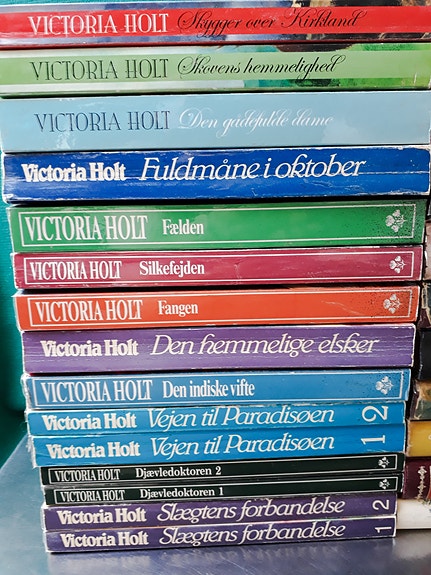 VICTORIA HOLT Skygger over Kirkland
VICTORIA HOLT Skovens hemmelighed
VICTORIA HOLT Den gådefulde dame
Victoria Holt Fuldmåne i oktober
VICTORIA HOLT Fælden
VICTORIA HOLT Silkefejden
VICTORIA HOLT Fangen
Victoria Holt Den hemmelige elsker
VICTORIA HOLT Den indiske vifte
Victoria Holt Vejen til Paradisøen 2
Victoria Holt Vejen til Paradisøen 1
VICTORIA HOLT Djævledoktoren 2
VICTORIA HOLT Djævledoktoren 1
Victoria Holt Slægtens forbandelse 2
Victoria Holt Slægtens forbandelse 1